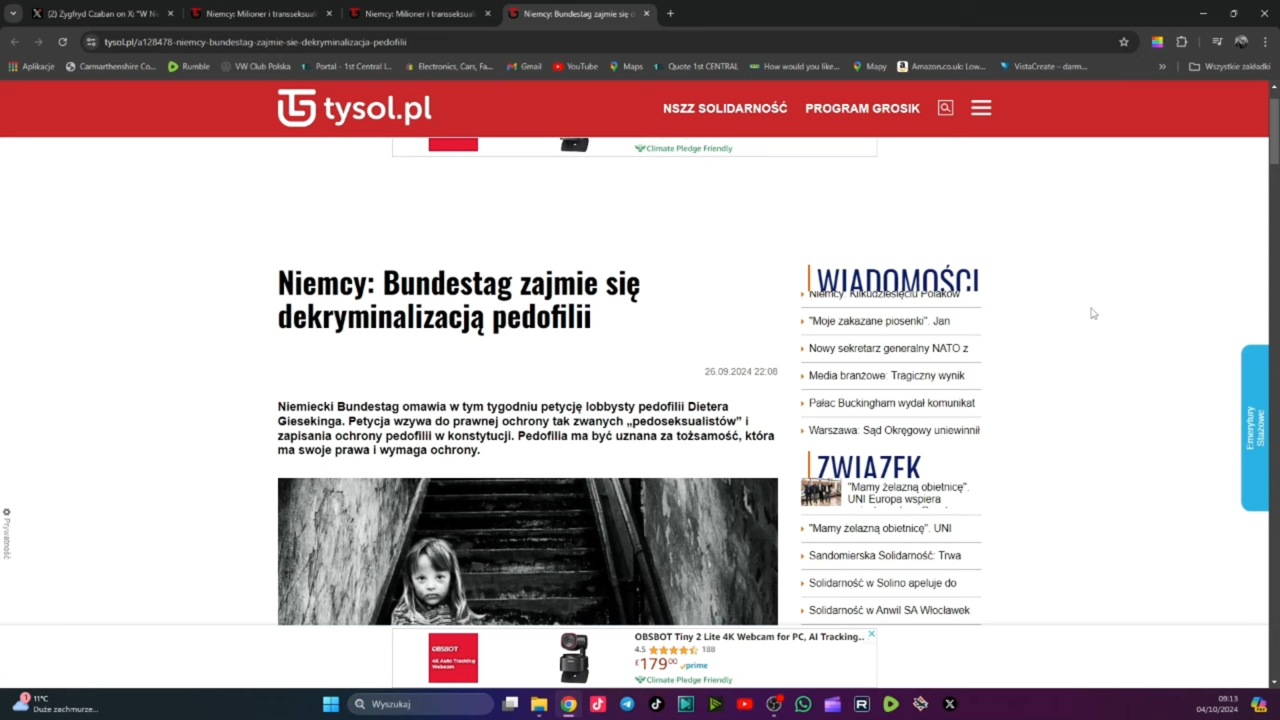 (2) Zygfryd Czaban on X: "W Ni
Niemcy: Milioner i transseksual
Niemcy: Milioner i transseksual
Niemcy: Bundestag zajmie się d
tysol.pl/a128478-niemcy-bundestag-zajmie-sie-dekryminalizacja-pedofilii
Aplikacje
Carmarthenshire Co...
Rumble
VW Club Polska
Portal - 1st Central I...
Electronics, Cars, Fa...
Gmail
YouTube
Maps
Quote 1st CENTRAL
How would you like...
Mapy
Amazon.co.uk: Low...
VistaCreate – darm...
Wszystkie zakładki
tysol.pl
NSZZ SOLIDARNOŚĆ
PROGRAM GROSIK
Climate Pledge Friendly
Niemcy: Bundestag zajmie się
dekryminalizacją pedofilii
26.09.2024 22:08
Niemiecki Bundestag omawia w tym tygodniu petycję lobbysty pedofilii Dietera
Giesekinga. Petycja wzywa do prawnej ochrony tak zwanych „pedoseksualistów” i
zapisania ochrony pedofilii w konstytucji. Pedofilia ma być uznana za tożsamość, która
ma swoje prawa i wymaga ochrony.
WIADOMOŚCI
Niemcy: Kilkudziesięciu Polaków
"Moje zakazane piosenki". Jan
Nowy sekretarz generalny NATO z
Media branżowe: Tragiczny wynik
Pałac Buckingham wydał komunikat
Warszawa: Sąd Okręgowy uniewinnił
ZWIĄZEK
"Mamy żelazną obietnicę".
UNI Europa wspiera
"Mamy żelazną obietnicę". UNI
Sandomierska Solidarność: Trwa
Solidarność w Solino apeluje do
Solidarność w Anwil SA Włocławek
Emerytury
Stażowe
Prywatność
OBSBOT
4K Auto Tracking
Webcam
OBSBOT Tiny 2 Lite 4K Webcam for PC, AI Tracking..
4.5
188
£179⁰⁰
prime
Climate Pledge Friendly
11°C
Duże zachmurze...
Wyszukaj
09:13
04/10/2024